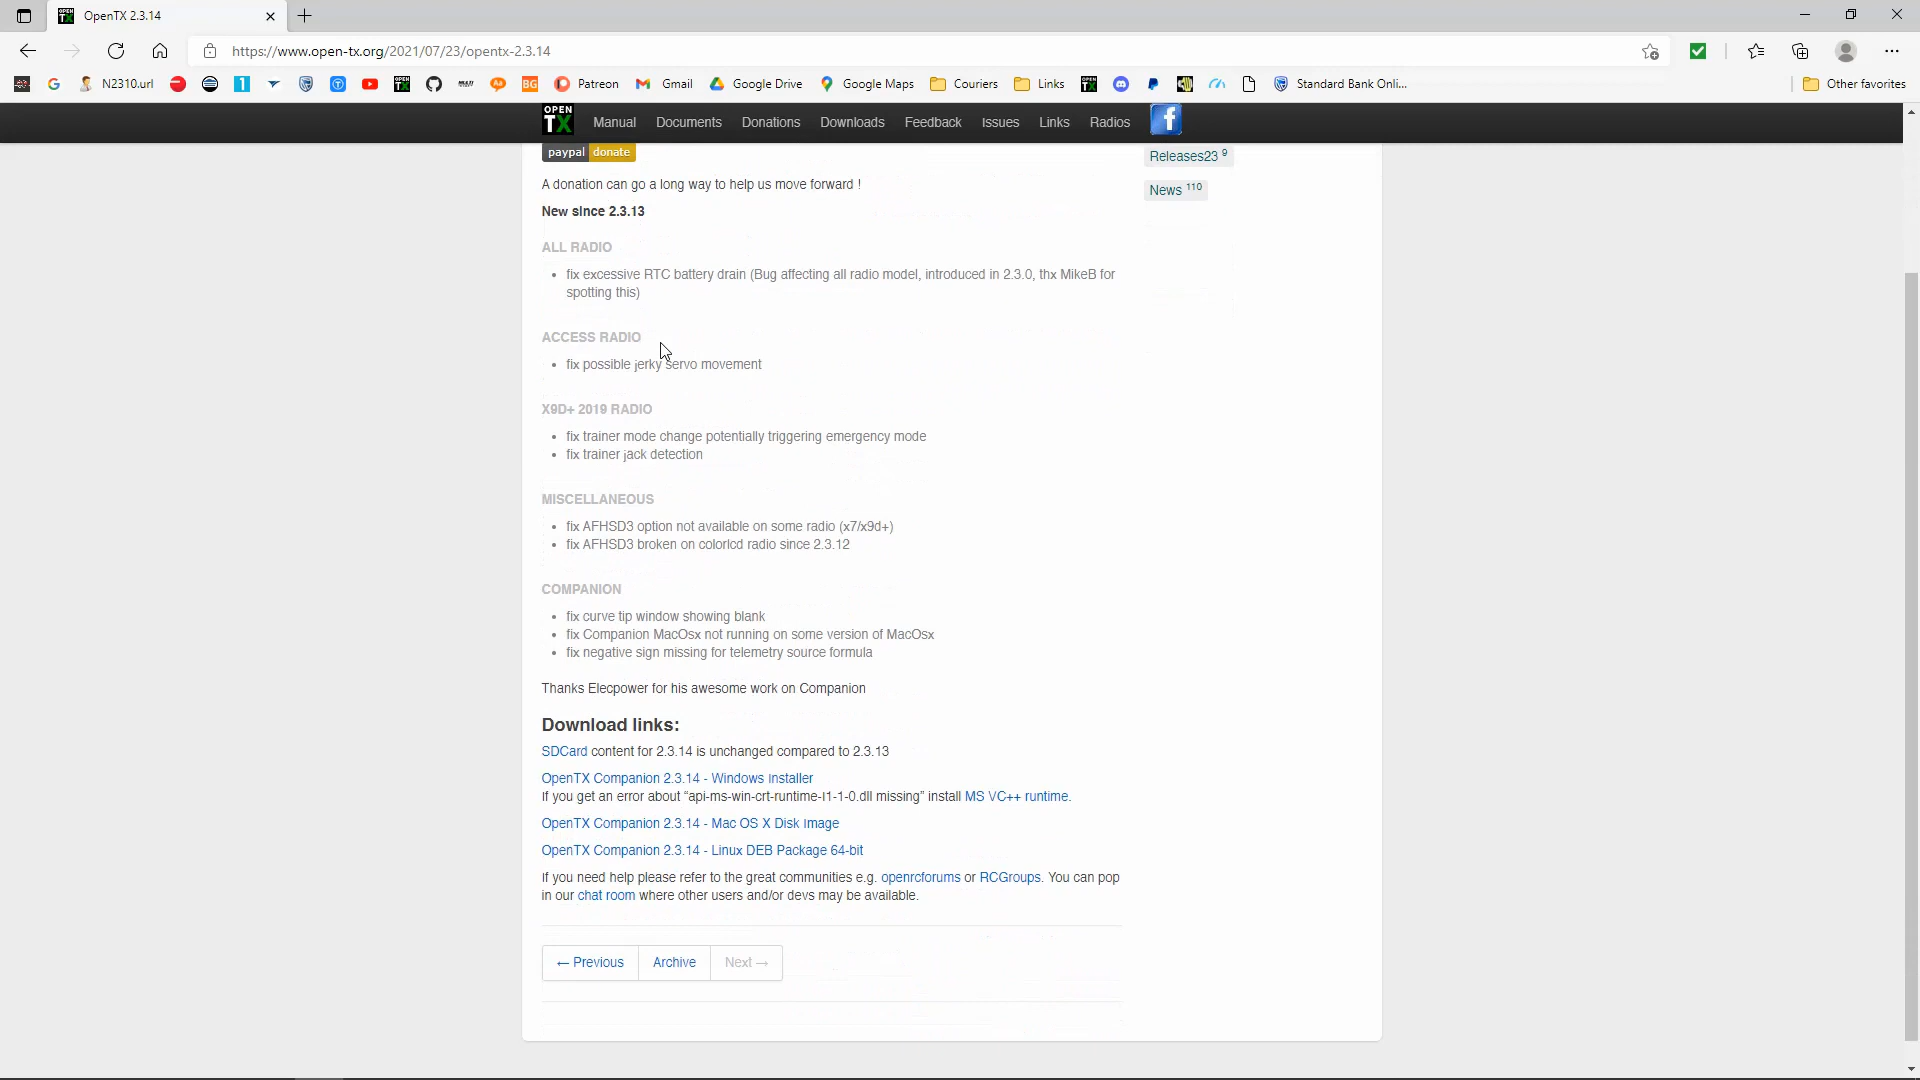 OpenTX 2.3.14
https://www.open-tx.org/2021/07/23/opentx-2.3.14
N2310.url
Patreon
Gmail
Google Drive
Google Maps
Couriers
Links
Standard Bank Onli...
Other favorites
OPEN TX
Manual
Documents
Donations
Downloads
Feedback
Issues
Links
Radios
paypal donate
A donation can go a long way to help us move forward !
New since 2.3.13
ALL RADIO
• fix excessive RTC battery drain (Bug affecting all radio model, introduced in 2.3.0, thx MikeB for
spotting this)
ACCESS RADIO
• fix possible jerky servo movement
X9D+ 2019 RADIO
• fix trainer mode change potentially triggering emergency mode
• fix trainer jack detection
MISCELLANEOUS
• fix AFHSD3 option not available on some radio (x7/x9d+)
• fix AFHSD3 broken on colorlcd radio since 2.3.12
COMPANION
• fix curve tip window showing blank
• fix Companion MacOsx not running on some version of MacOsx
• fix negative sign missing for telemetry source formula
Thanks Elecpower for his awesome work on Companion
Download links:
SDCard content for 2.3.14 is unchanged compared to 2.3.13
OpenTX Companion 2.3.14 - Windows Installer
If you get an error about “api-ms-win-crt-runtime-l1-1-0.dll missing” install MS VC++ runtime.
OpenTX Companion 2.3.14 - Mac OS X Disk Image
OpenTX Companion 2.3.14 - Linux DEB Package 64-bit
If you need help please refer to the great communities e.g. openrcforums or RCGroups. You can pop
in our chat room where other users and/or devs may be available.
← Previous
Archive
Next →
Releases23 9
News 110